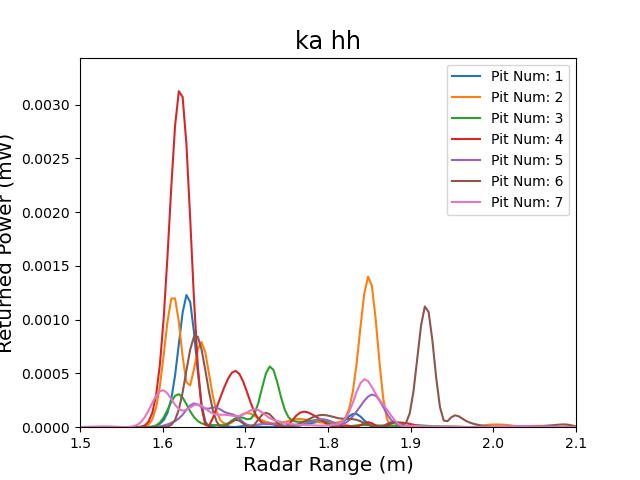 ka hh
Returned Power (mW)
0.0030
0.0025
0.0020
0.0015
0.0010
0.0005
0.0000
Pit Num: 1
Pit Num: 2
Pit Num: 3
Pit Num: 4
Pit Num: 5
Pit Num: 6
Pit Num: 7
1.5 1.6 1.7 1.8 1.9 2.0 2.1
Radar Range (m)